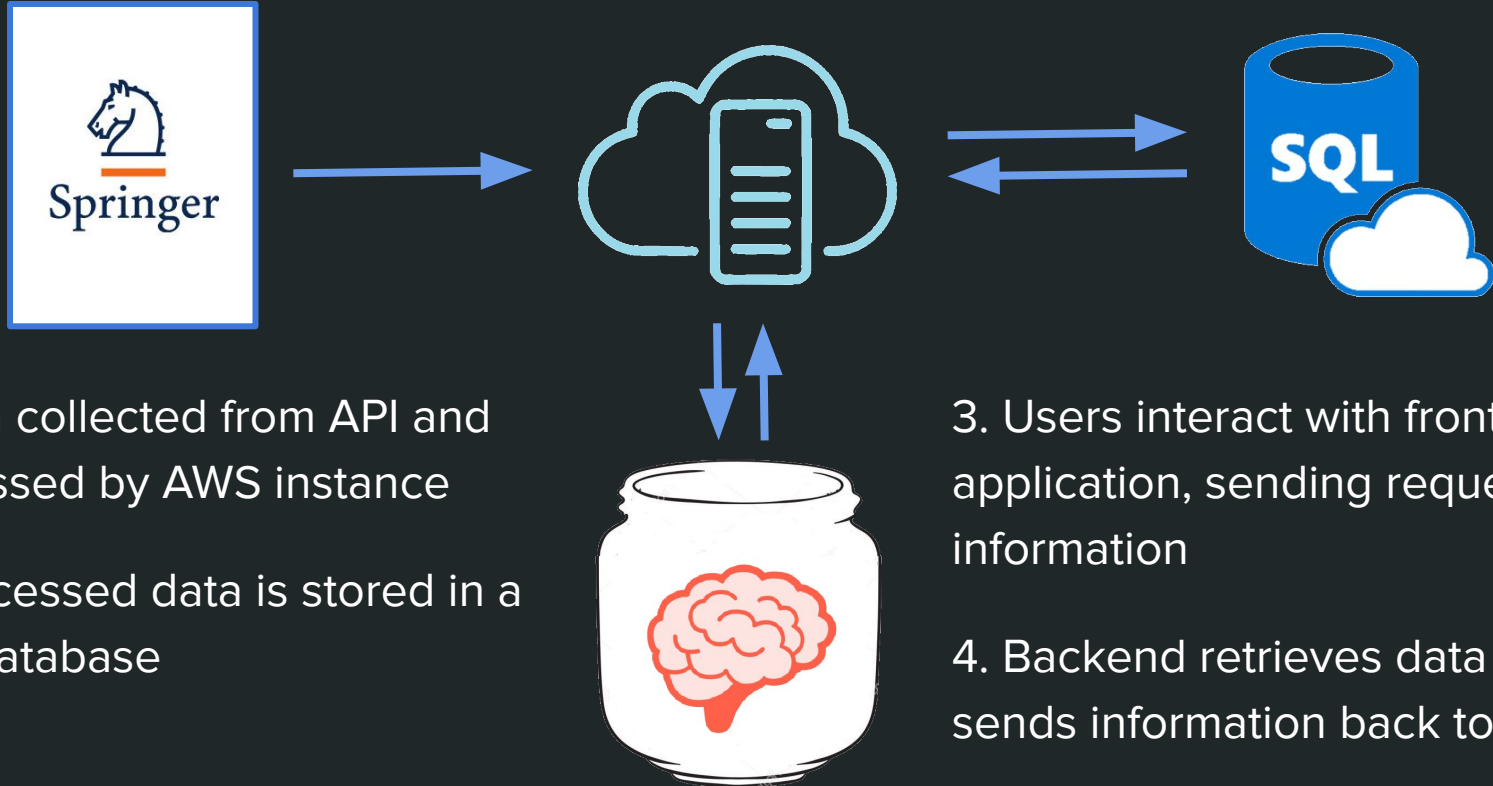 Springer
SQL
collected from API and
ssed by AWS instance
cessed data is stored in a
atabase
3. Users interact with front
application, sending reque
information
4. Backend retrieves data
sends information back to